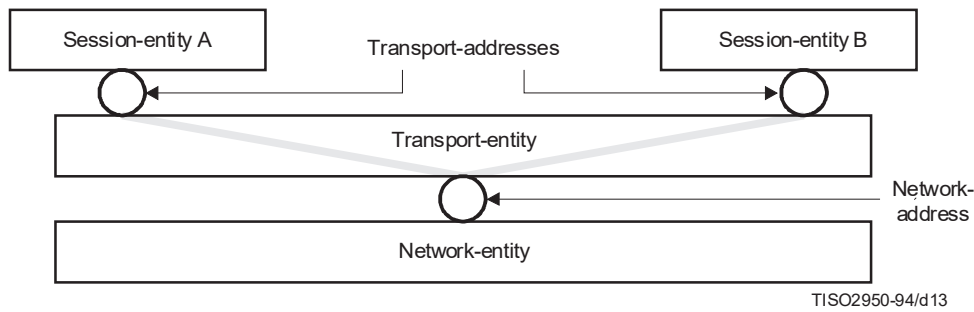 Session-entity A
Transport-addresses
Session-entity B
Transport-entity
Network-
address
Network-entity
TISO2950-94/d13